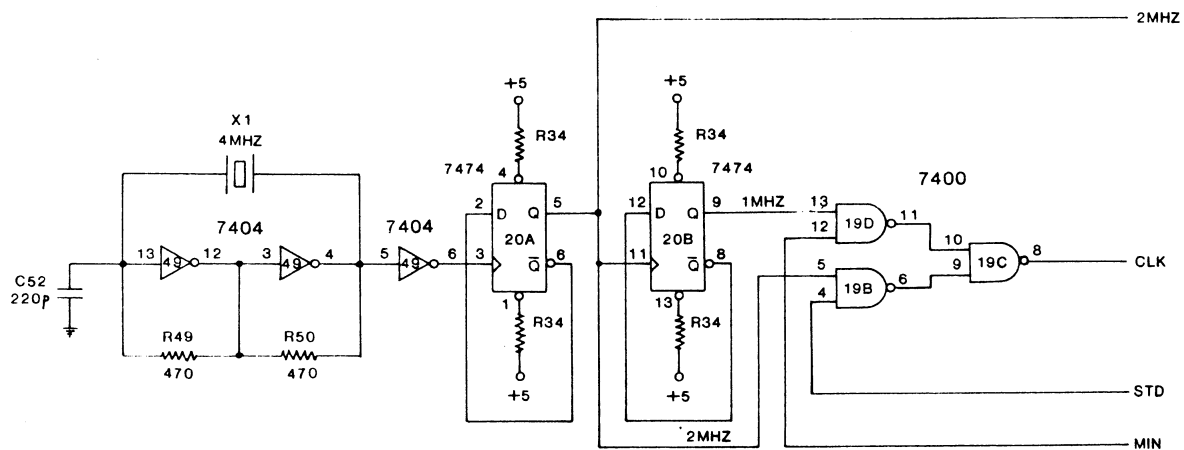 2MHZ
+5
+5
X1
4MHZ
R34
R34
7474
4
10
7474
7400
2
D
Q
5
12
D
Q
9
1MHZ
13
19D
11
12
7404
7404
20A
20B
10
19C
8
CLK
13
49
12
3
49
4
5
49
6
3
Q
6
11
Q
8
5
19B
6
9
4
C52
220p
1
13
R34
R34
R49
470
R50
470
+5
+5
STD
2MHZ
MIN